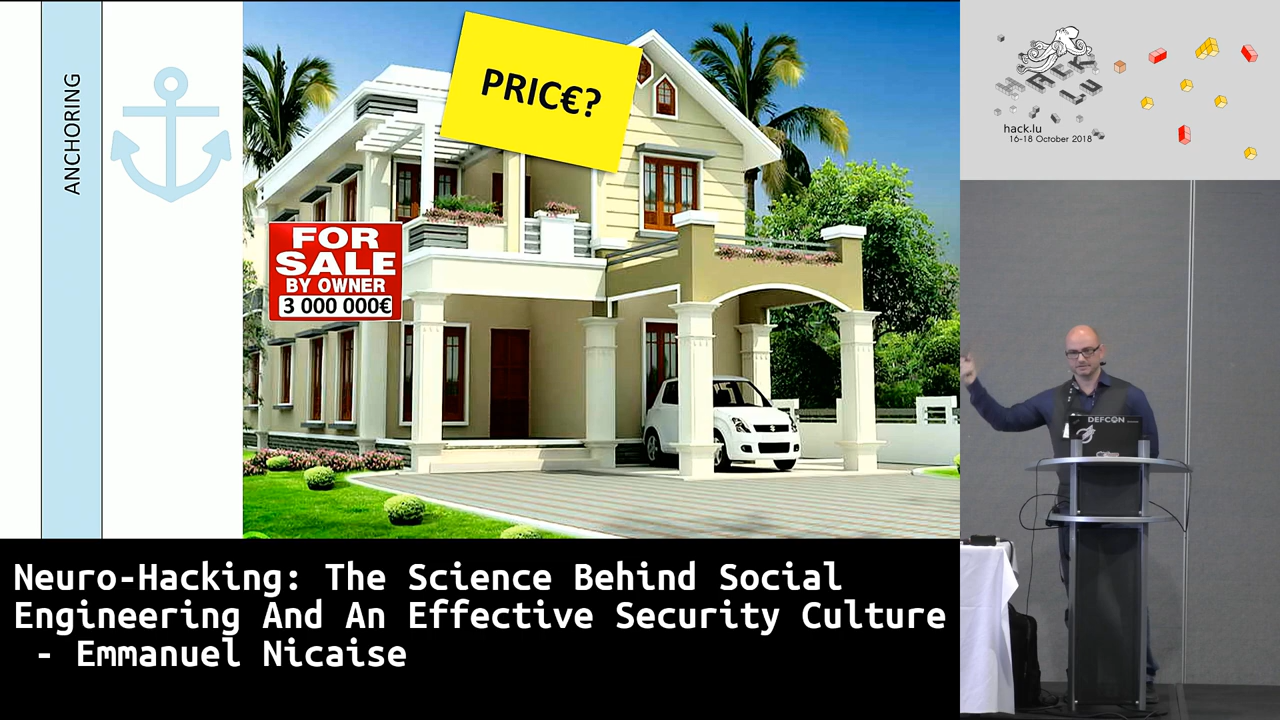 ANCHORING
PRIC€?
FOR
SALE
BY OWNER
3 000 000€
hack.lu
16-18 October 2018
DEFCON
Neuro-Hacking: The Science Behind Social
Engineering And An Effective Security Culture
- Emmanuel Nicaise